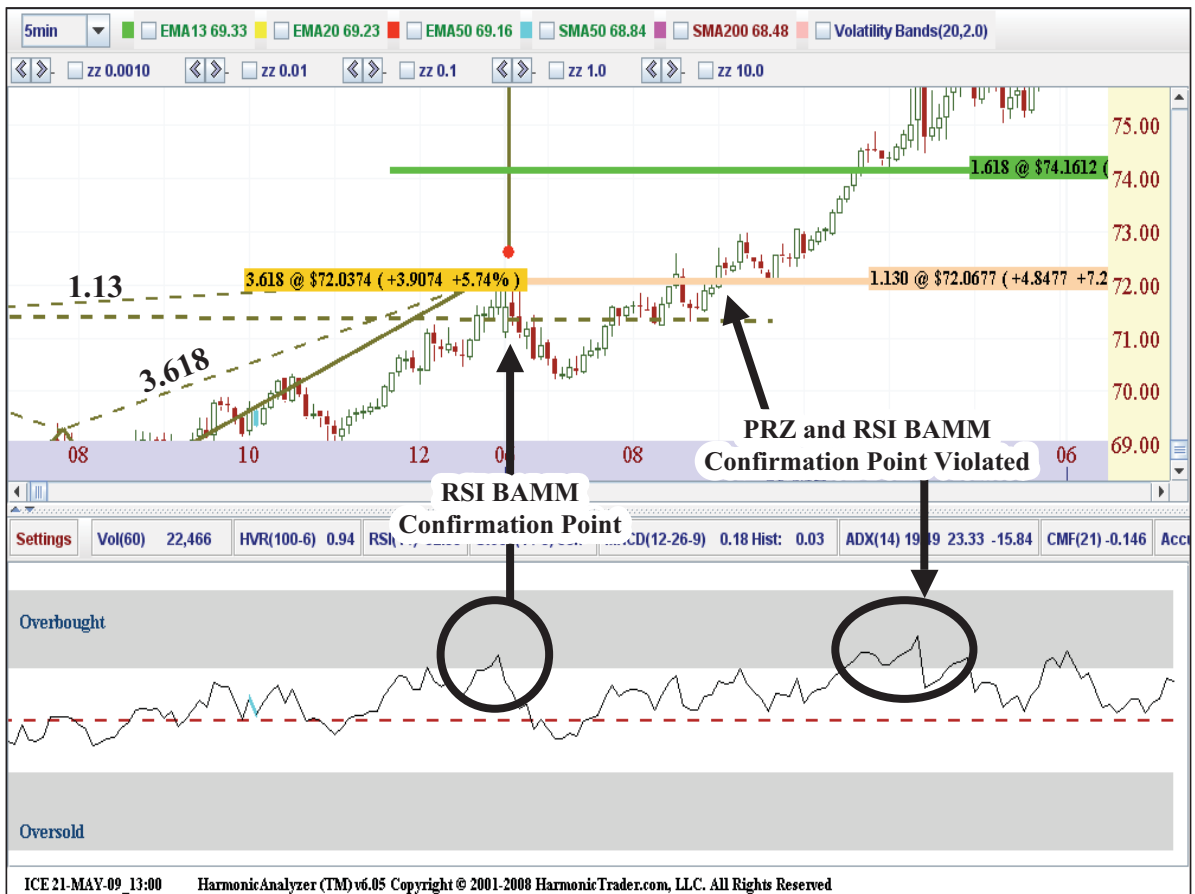 5min EMA13 69.33 EMA20 69.23 EMA50 69.16 SMA50 68.84 SMA200 68.48 Volatility Bands(20,2.0)
zz 0.0010 zz 0.01 zz 0.1 zz 1.0 zz 10.0
75.00
1.618 @ $74.1612 (
74.00
73.00
1.13
3.618 @ $72.0374 ( +3.9074 +5.74% )
1.130 @ $72.0677 ( +4.8477 +7.2
72.00
71.00
3.618
70.00
PRZ and RSI BAMM
Confirmation Point Violated
69.00
08 10 12 08 06
RSI BAMM
Confirmation Point
Settings Vol(60) 22,466 HVR(100-6) 0.94 MACD(12-26-9) 0.18 Hist: 0.03 ADX(14) 23.33 -15.84 CMF(21) -0.146
Overbought
Oversold
ICE 21-MAY-09_13:00 HarmonicAnalyzer (TM) v6.05 Copyright © 2001-2008 HarmonicTrader.com, LLC. All Rights Reserved